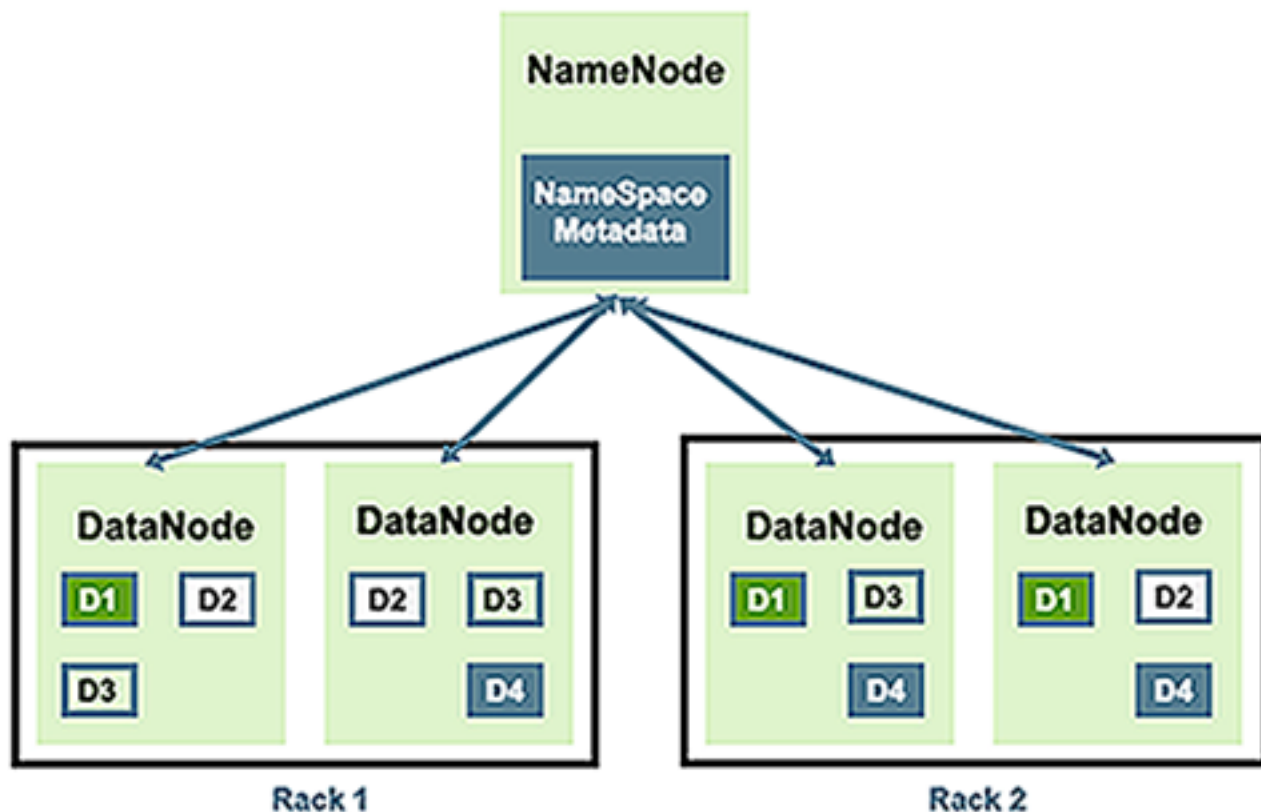 NameNode
NameSpace
Metadata
DataNode
D1 D2
D3
DataNode
D2 D3
D4
DataNode
D1 D3
D4
DataNode
D1 D2
D4
Rack 1
Rack 2